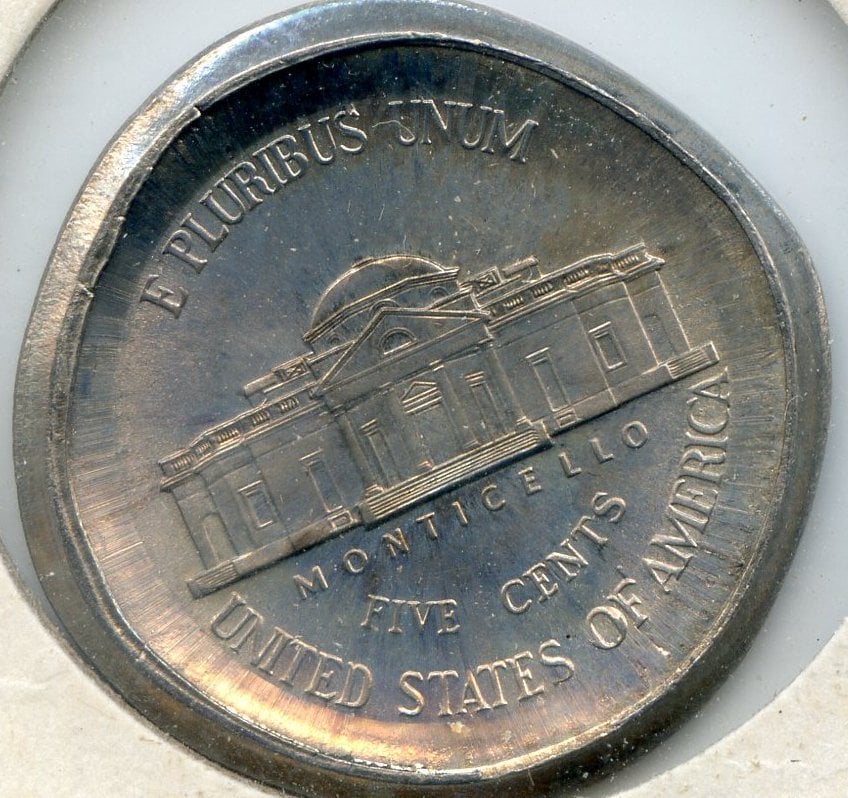 E PLURIBUS UNUM
MONTICELLO
FIVE CENTS
UNITED STATES OF AMERICA